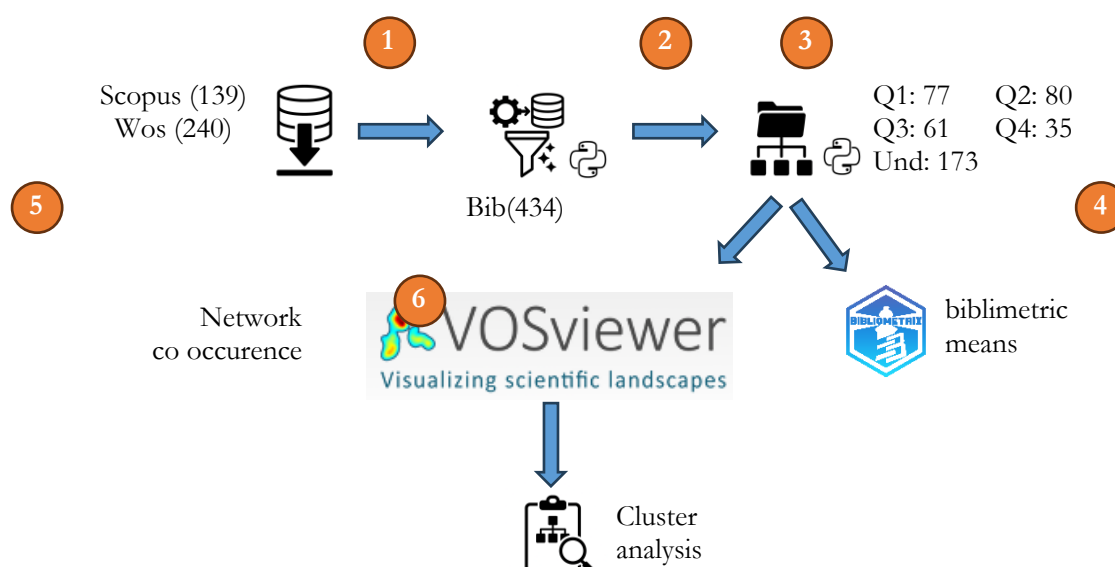 1
2
3
Scopus (139)
Wos (240)
Q1: 77 Q2: 80
Q3: 61 Q4: 35
Und: 173
5
4
Bib(434)
6
Network
co occurence
VOSviewer
Visualizing scientific landscapes
BIBLIOMETRIX
biblimetric
means
Cluster
analysis